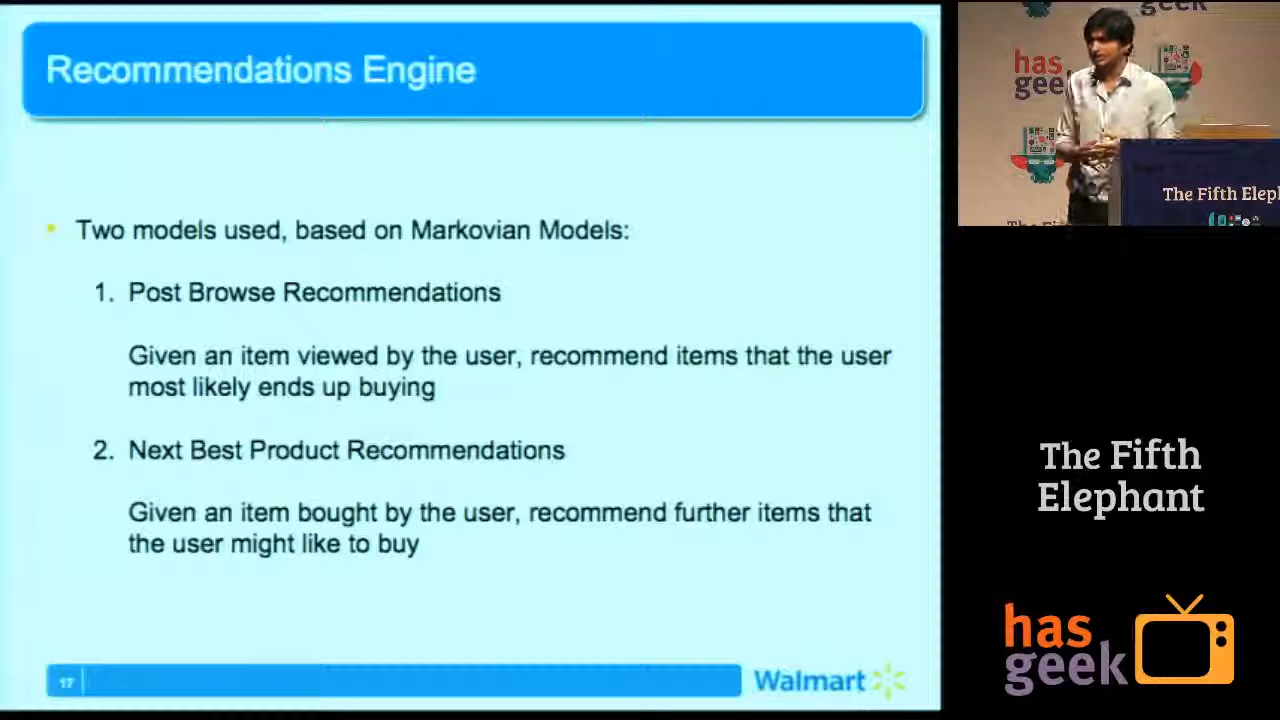 Recommendations Engine
Two models used, based on Markovian Models:
1. Post Browse Recommendations
Given an item viewed by the user, recommend items that the user
most likely ends up buying
2. Next Best Product Recommendations
Given an item bought by the user, recommend further items that
the user might like to buy
17
Walmart
geek
has
geek
The Fifth Elep
The Fifth
Elephant
has
geek